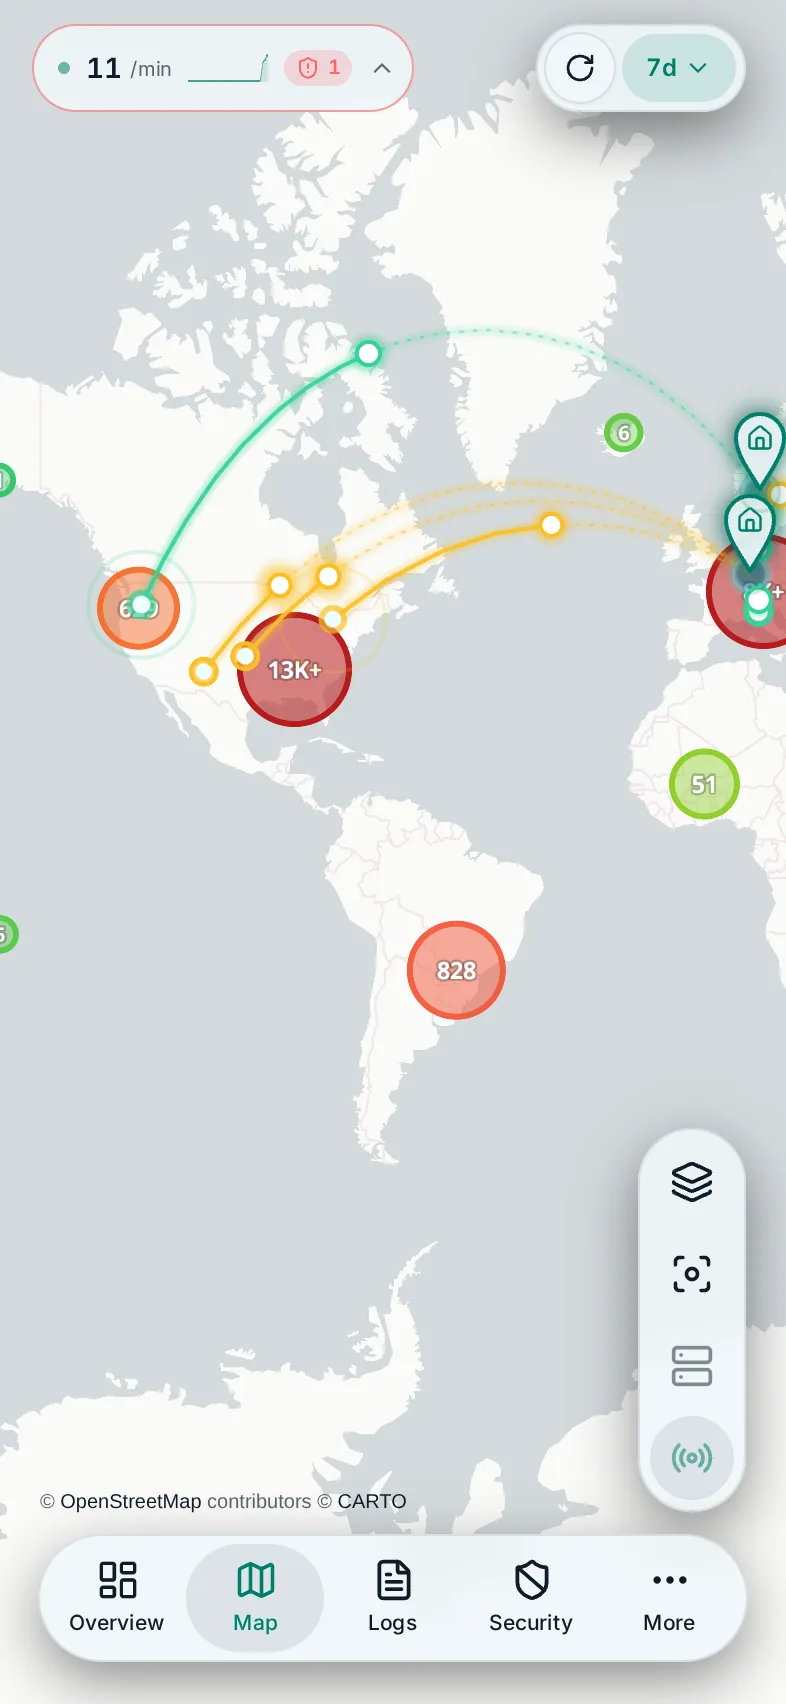 11 /min
1
7d
6
13K+
51
828
© OpenStreetMap contributors © CARTO
Overview
Map
Logs
Security
More